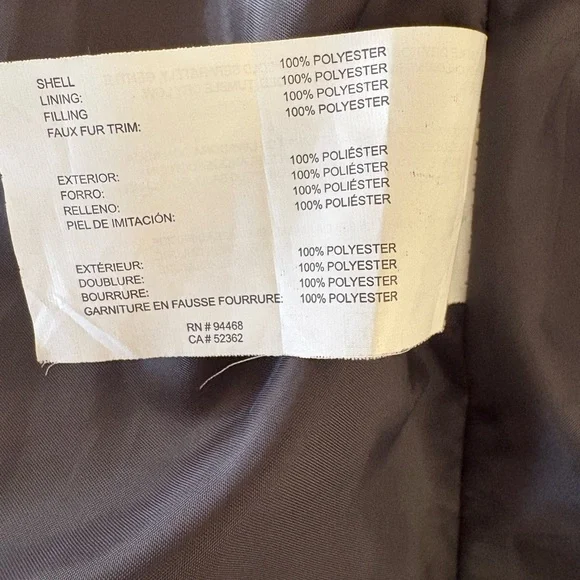 SHELL 100% POLYESTER
LINING: 100% POLYESTER
FILLING 100% POLYESTER
FAUX FUR TRIM: 100% POLYESTER
EXTERIOR: 100% POLIÉSTER
FORRO: 100% POLIÉSTER
RELLENO: 100% POLIÉSTER
PIEL DE IMITACIÓN: 100% POLIÉSTER
EXTÉRIEUR: 100% POLYESTER
DOUBLURE: 100% POLYESTER
BOURRURE: 100% POLYESTER
GARNITURE EN FAUSSE FOURRURE: 100% POLYESTER
RN # 94468
CA # 52362